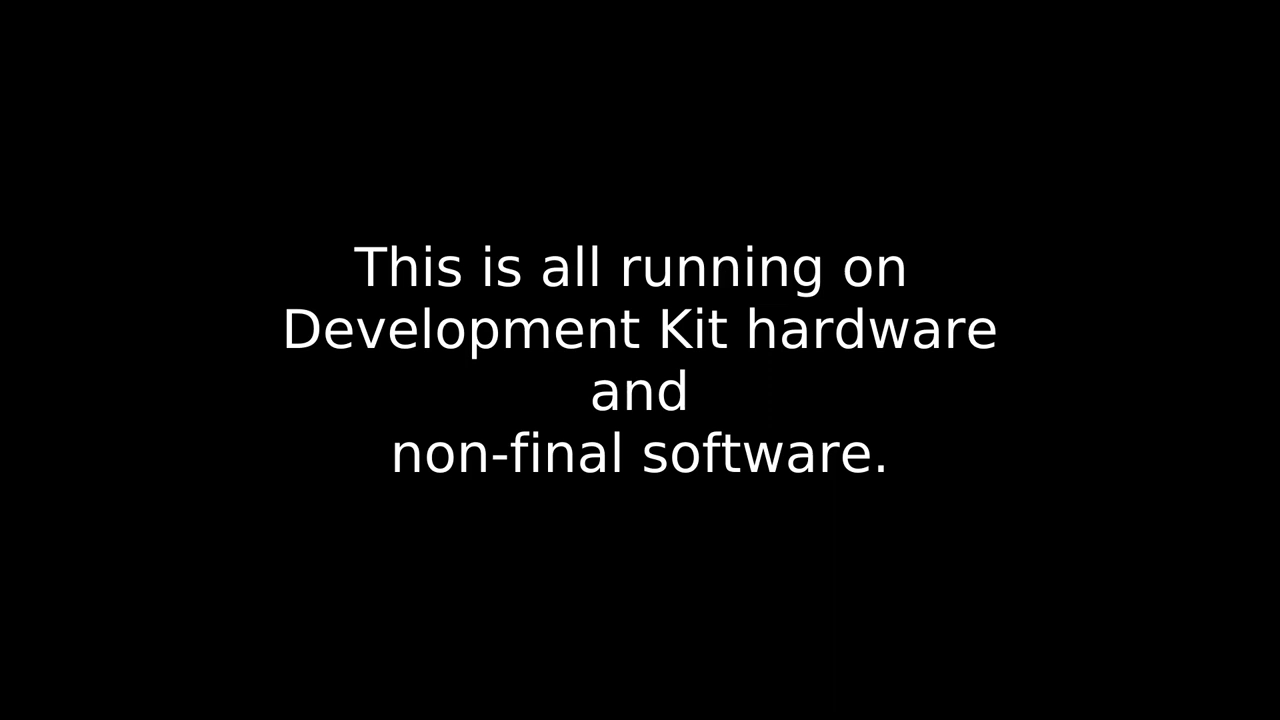 This is all running on
Development Kit hardware
and
non-final software.